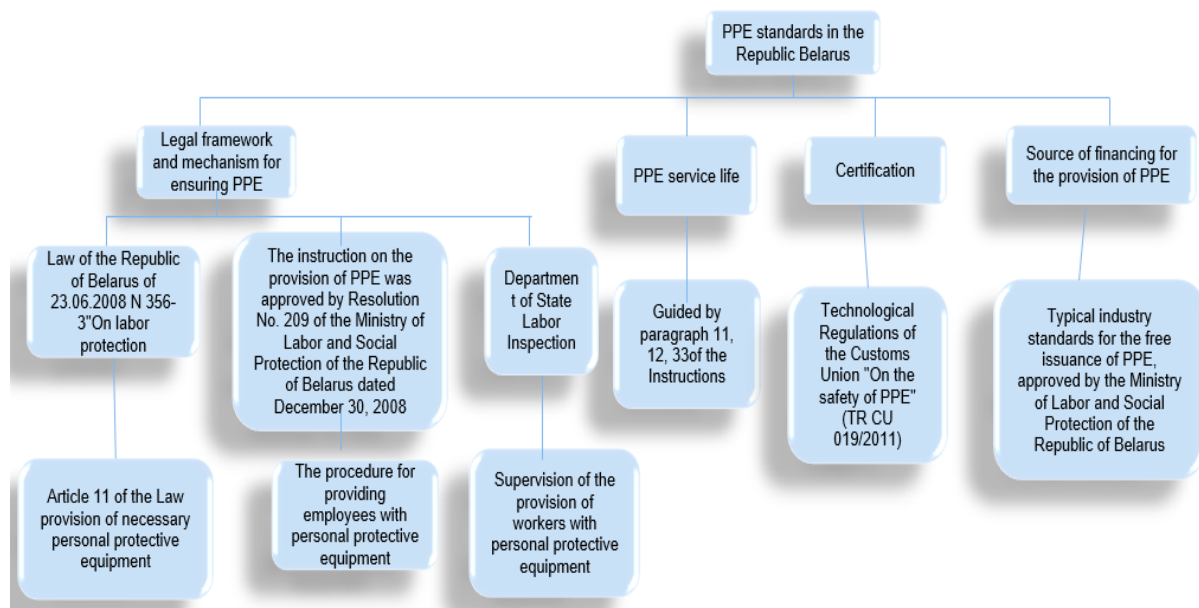 PPE standards in the
Republic Belarus
Legal framework
and mechanism for
ensuring PPE
PPE service life
Certification
Source of financing for
the provision of PPE
Law of the Republic
of Belarus of
23.06.2008 N 356-
3"On labor
protection
The instruction on the
provision of PPE was
approved by Resolution
No. 209 of the Ministry of
Labor and Social
Protection of the Republic
of Belarus dated
December 30, 2008
Departmen
t of State
Labor
Inspection
Guided by
paragraph 11,
12, 33of the
Instructions
Technological
Regulations of
the Customs
Union "On the
safety of PPE"
(TR CU
019/2011)
Typical industry
standards for the free
issuance of PPE,
approved by the Ministry
of Labor and Social
Protection of the
Republic of Belarus
Article 11 of the Law
provision of necessary
personal protective
equipment
The procedure for
providing
employees with
personal protective
equipment
Supervision of the
provision of
workers with
personal protective
equipment